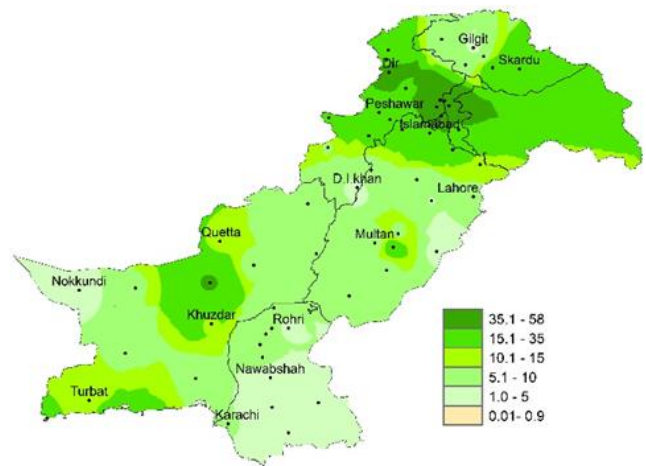 Gilgit
Skardu
Dir
Peshawar
Islamabad
D.I.khan
Lahore
Quetta
Multan
Nokkundi
Khuzdar
Rohri
Nawabshah
Turbat
Karachi
35.1 - 58
15.1 - 35
10.1 - 15
5.1 - 10
1.0 - 5
0.01- 0.9